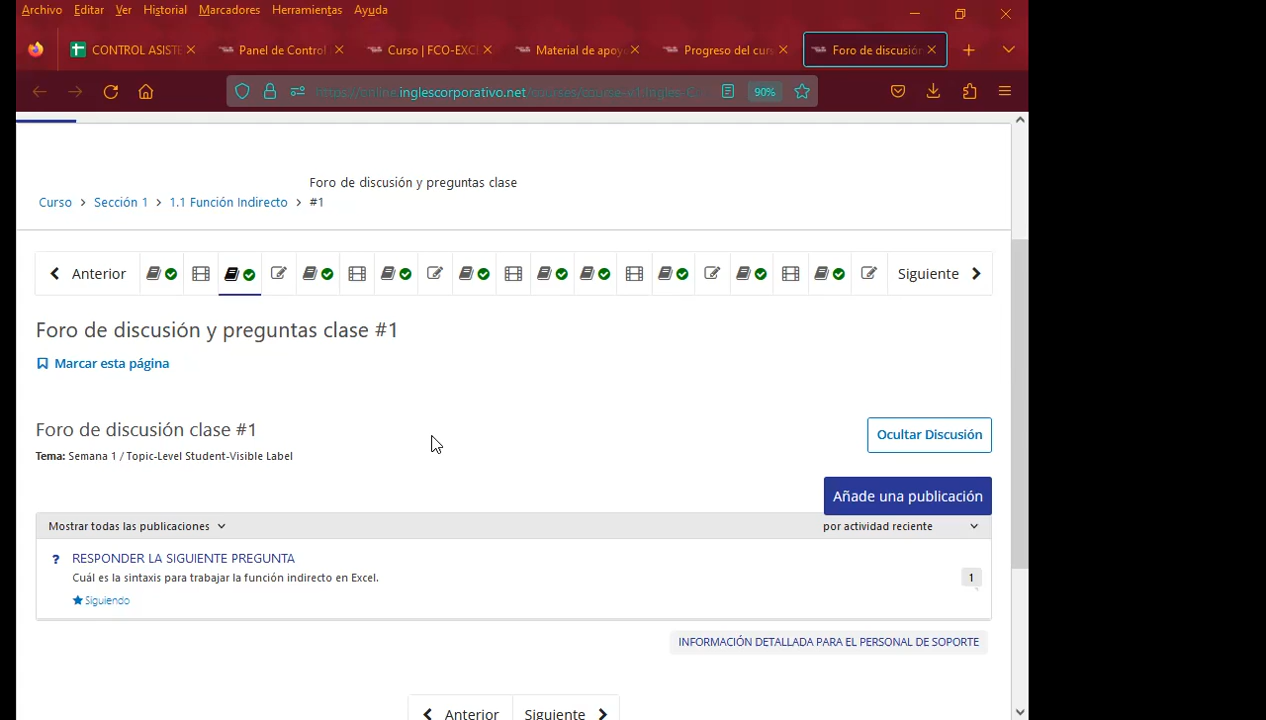 Archivo Editar Ver Historial Marcadores Herramientas Ayuda
CONTROL ASISTE Panel de Control Curso | FCO-EXCE Material de apoyo Progreso del curs Foro de discusión
inglescorporativo.net 90%
Foro de discusión y preguntas clase
Curso > Sección 1 > 1.1 Función Indirecto > #1
Anterior Siguiente
Foro de discusión y preguntas clase #1
Marcar esta página
Foro de discusión clase #1
Ocultar Discusión
Tema: Semana 1 / Topic-Level Student-Visible Label
Añade una publicación
Mostrar todas las publicaciones por actividad reciente
? RESPONDER LA SIGUIENTE PREGUNTA
Cuál es la sintaxis para trabajar la función indirecto en Excel.
1
Siguiendo
INFORMACIÓN DETALLADA PARA EL PERSONAL DE SOPORTE
Anterior Siguiente